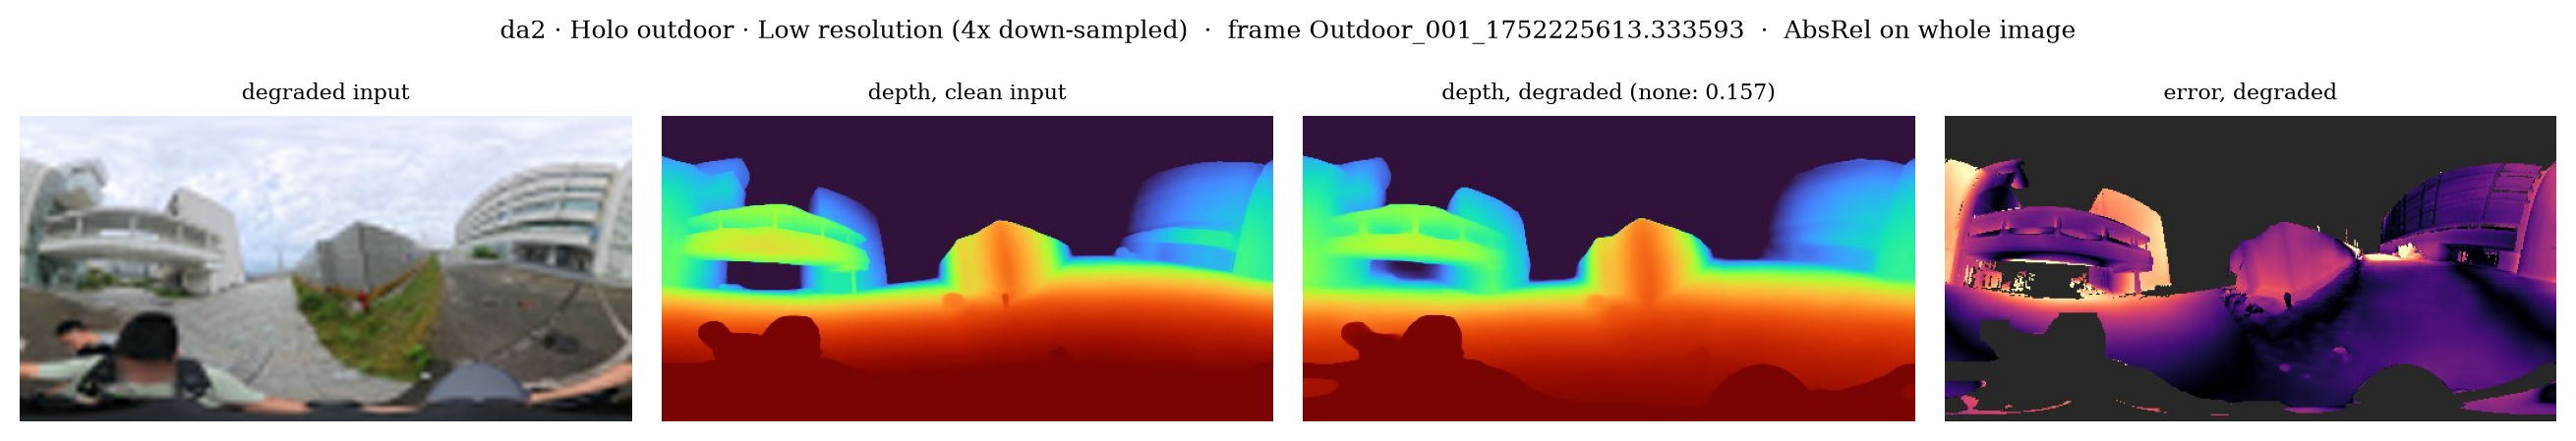 da2 · Holo outdoor · Low resolution (4x down-sampled) · frame Outdoor_001_1752225613.333593 · AbsRel on whole image
degraded input
depth, clean input
depth, degraded (none: 0.157)
error, degraded